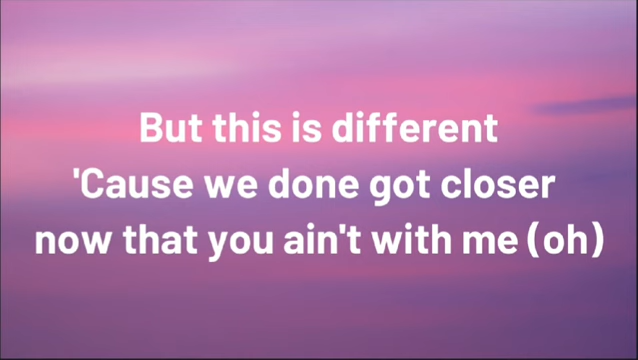 But this is different
'Cause we done got closer
now that you ain't with me (oh)